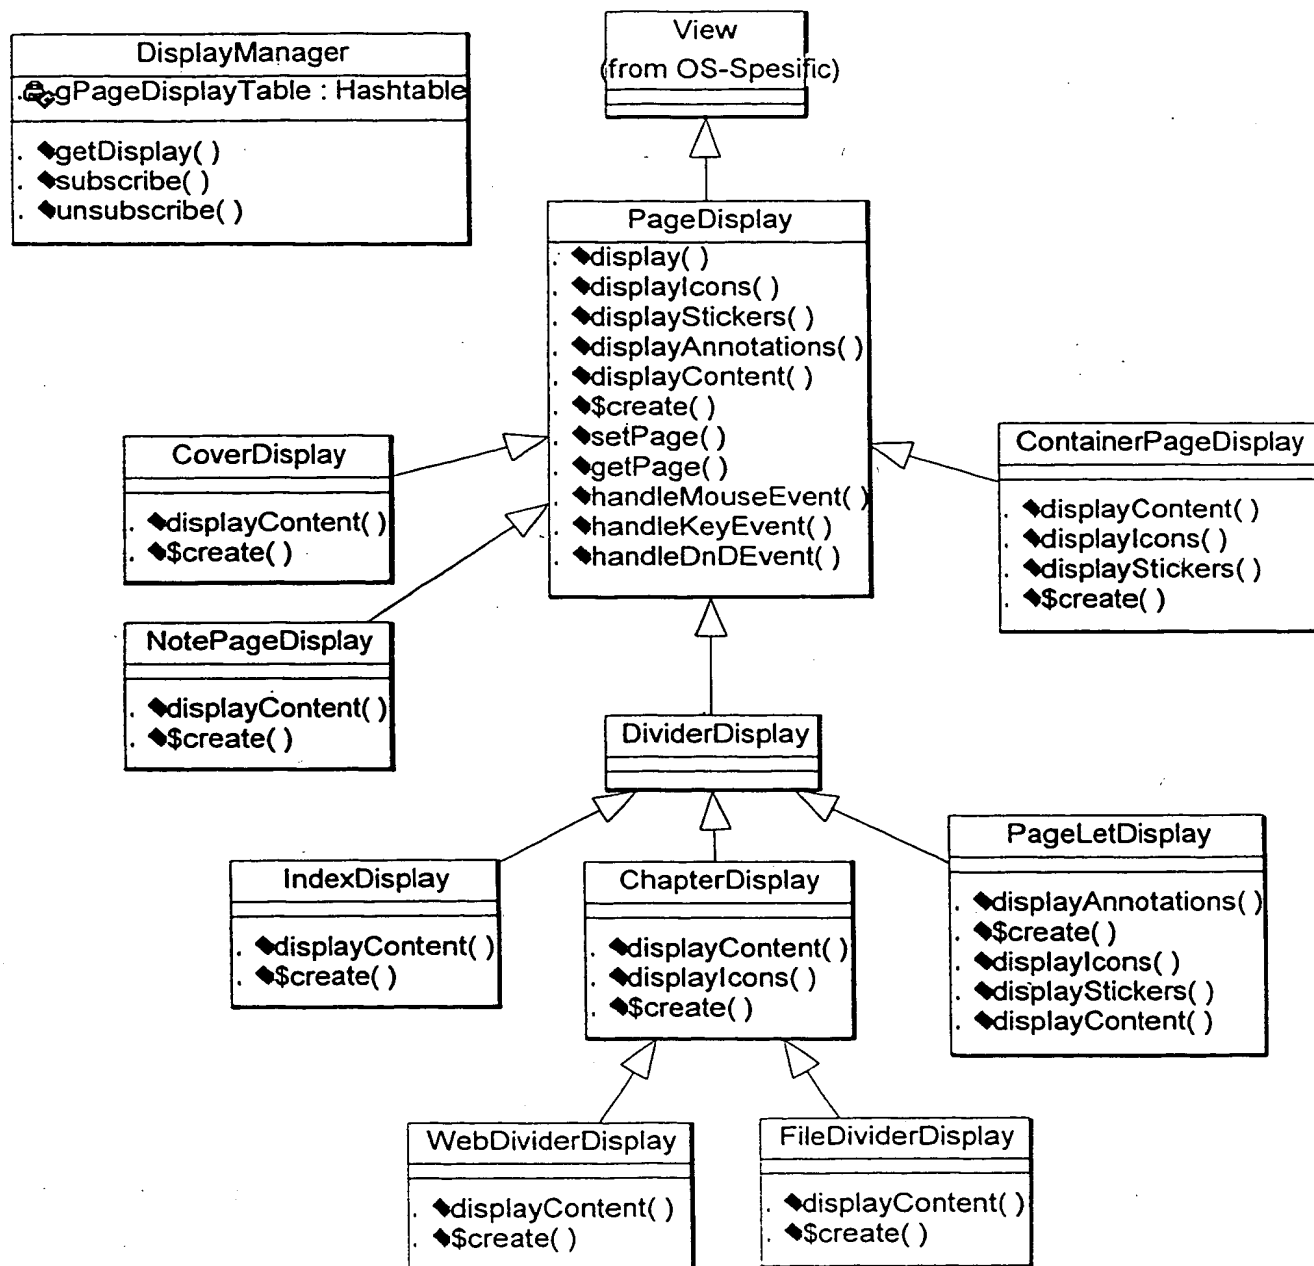 DisplayManager
gPageDisplayTable : Hashtable
getDisplay( )
subscribe( )
unsubscribe( )
View
(from OS-Spesific)
PageDisplay
display( )
displayIcons( )
displayStickers( )
displayAnnotations( )
displayContent( )
$create( )
setPage( )
getPage( )
handleMouseEvent( )
handleKeyEvent( )
handleDnDEvent( )
CoverDisplay
displayContent( )
$create( )
ContainerPageDisplay
displayContent( )
displayIcons( )
displayStickers( )
$create( )
NotePageDisplay
displayContent( )
$create( )
DividerDisplay
IndexDisplay
displayContent( )
$create( )
ChapterDisplay
displayContent( )
displayIcons( )
$create( )
PageLetDisplay
displayAnnotations( )
$create( )
displayIcons( )
displayStickers( )
displayContent( )
WebDividerDisplay
displayContent( )
$create( )
FileDividerDisplay
displayContent( )
$create( )